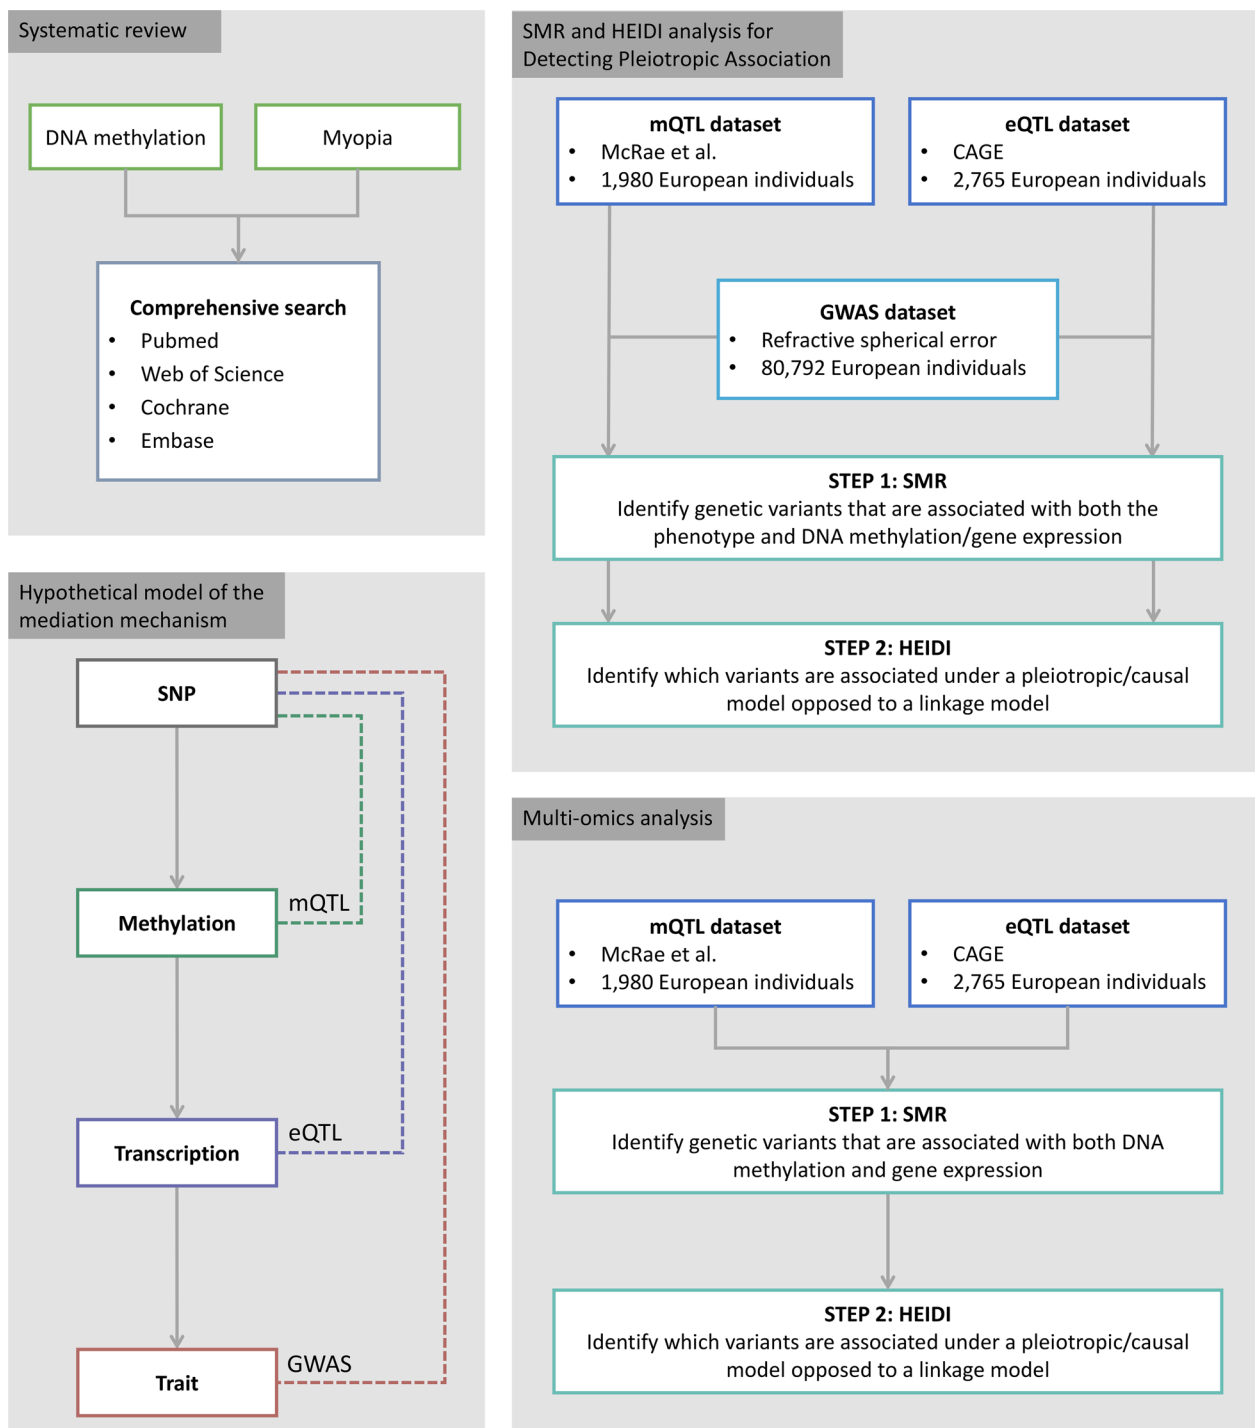 Systematic review
DNA methylation
Myopia
Comprehensive search
• Pubmed
• Web of Science
• Cochrane
• Embase
Hypothetical model of the
mediation mechanism
SNP
Methylation
mQTL
Transcription
eQTL
Trait
GWAS
SMR and HEIDI analysis for
Detecting Pleiotropic Association
mQTL dataset
• McRae et al.
• 1,980 European individuals
eQTL dataset
• CAGE
• 2,765 European individuals
GWAS dataset
• Refractive spherical error
• 80,792 European individuals
STEP 1: SMR
Identify genetic variants that are associated with both the
phenotype and DNA methylation/gene expression
STEP 2: HEIDI
Identify which variants are associated under a pleiotropic/causal
model opposed to a linkage model
Multi-omics analysis
mQTL dataset
• McRae et al.
• 1,980 European individuals
eQTL dataset
• CAGE
• 2,765 European individuals
STEP 1: SMR
Identify genetic variants that are associated with both DNA
methylation and gene expression
STEP 2: HEIDI
Identify which variants are associated under a pleiotropic/causal
model opposed to a linkage model